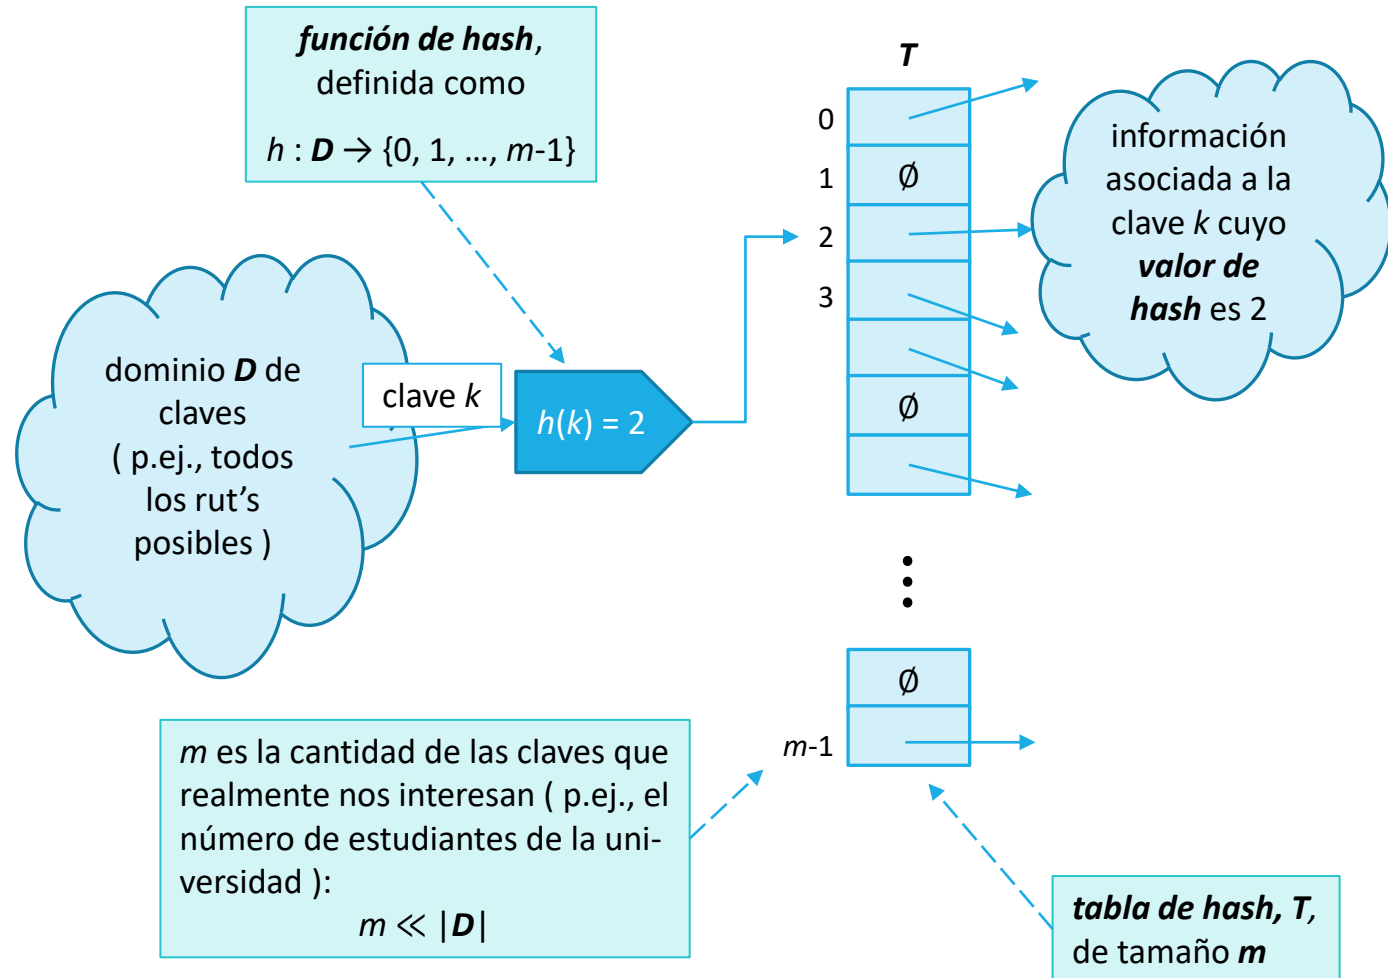 función de hash,
definida como
h : D → {0, 1, …, m-1}
T
0
1
Ø
2
3
Ø
información
asociada a la
clave k cuyo
valor de
hash es 2
dominio D de
claves
( p.ej., todos
los rut’s
posibles )
clave k
h(k) = 2
Ø
m-1
m es la cantidad de las claves que
realmente nos interesan ( p.ej., el
número de estudiantes de la uni-
versidad ):
m ≪ |D|
tabla de hash, T,
de tamaño m